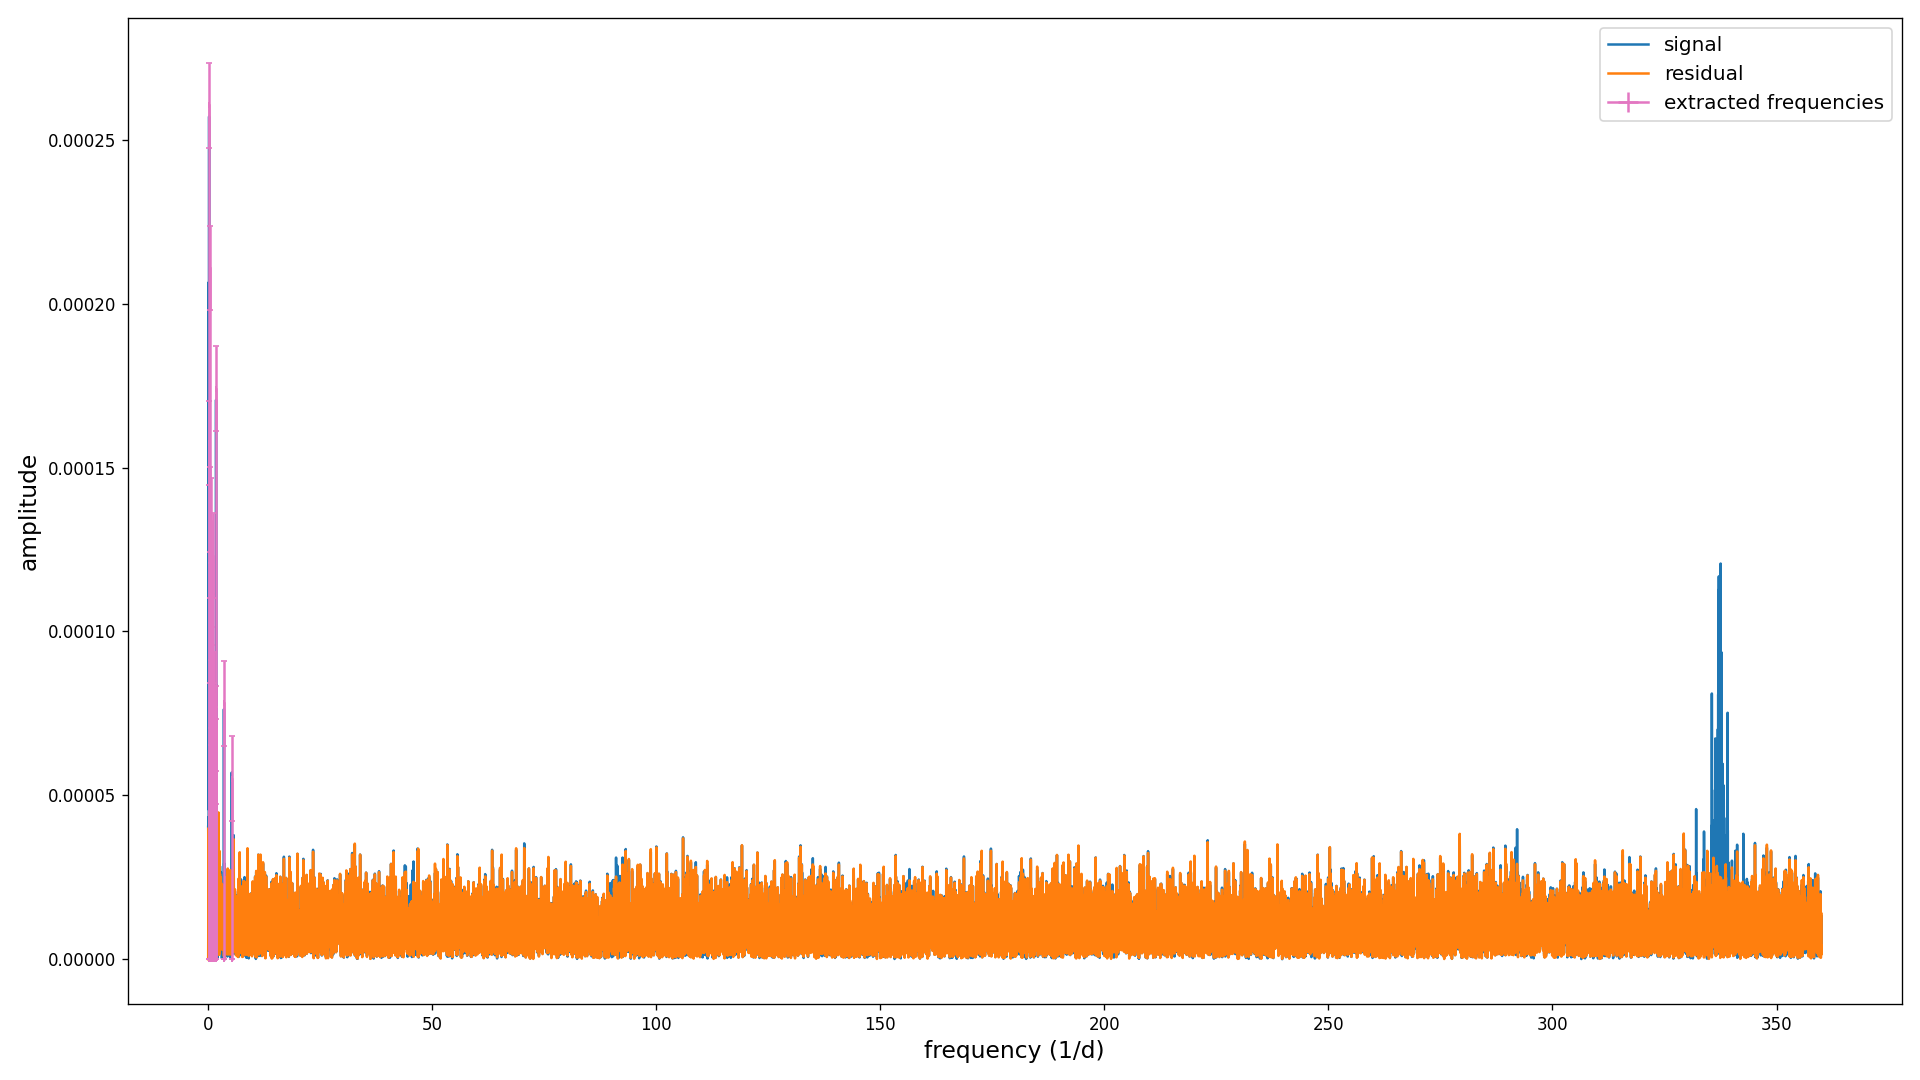 signal
residual
extracted frequencies
0.00025
0.00020
0.00015
0.00010
0.00005
0.00000
amplitude
0 50 100 150 200 250 300 350
frequency (1/d)